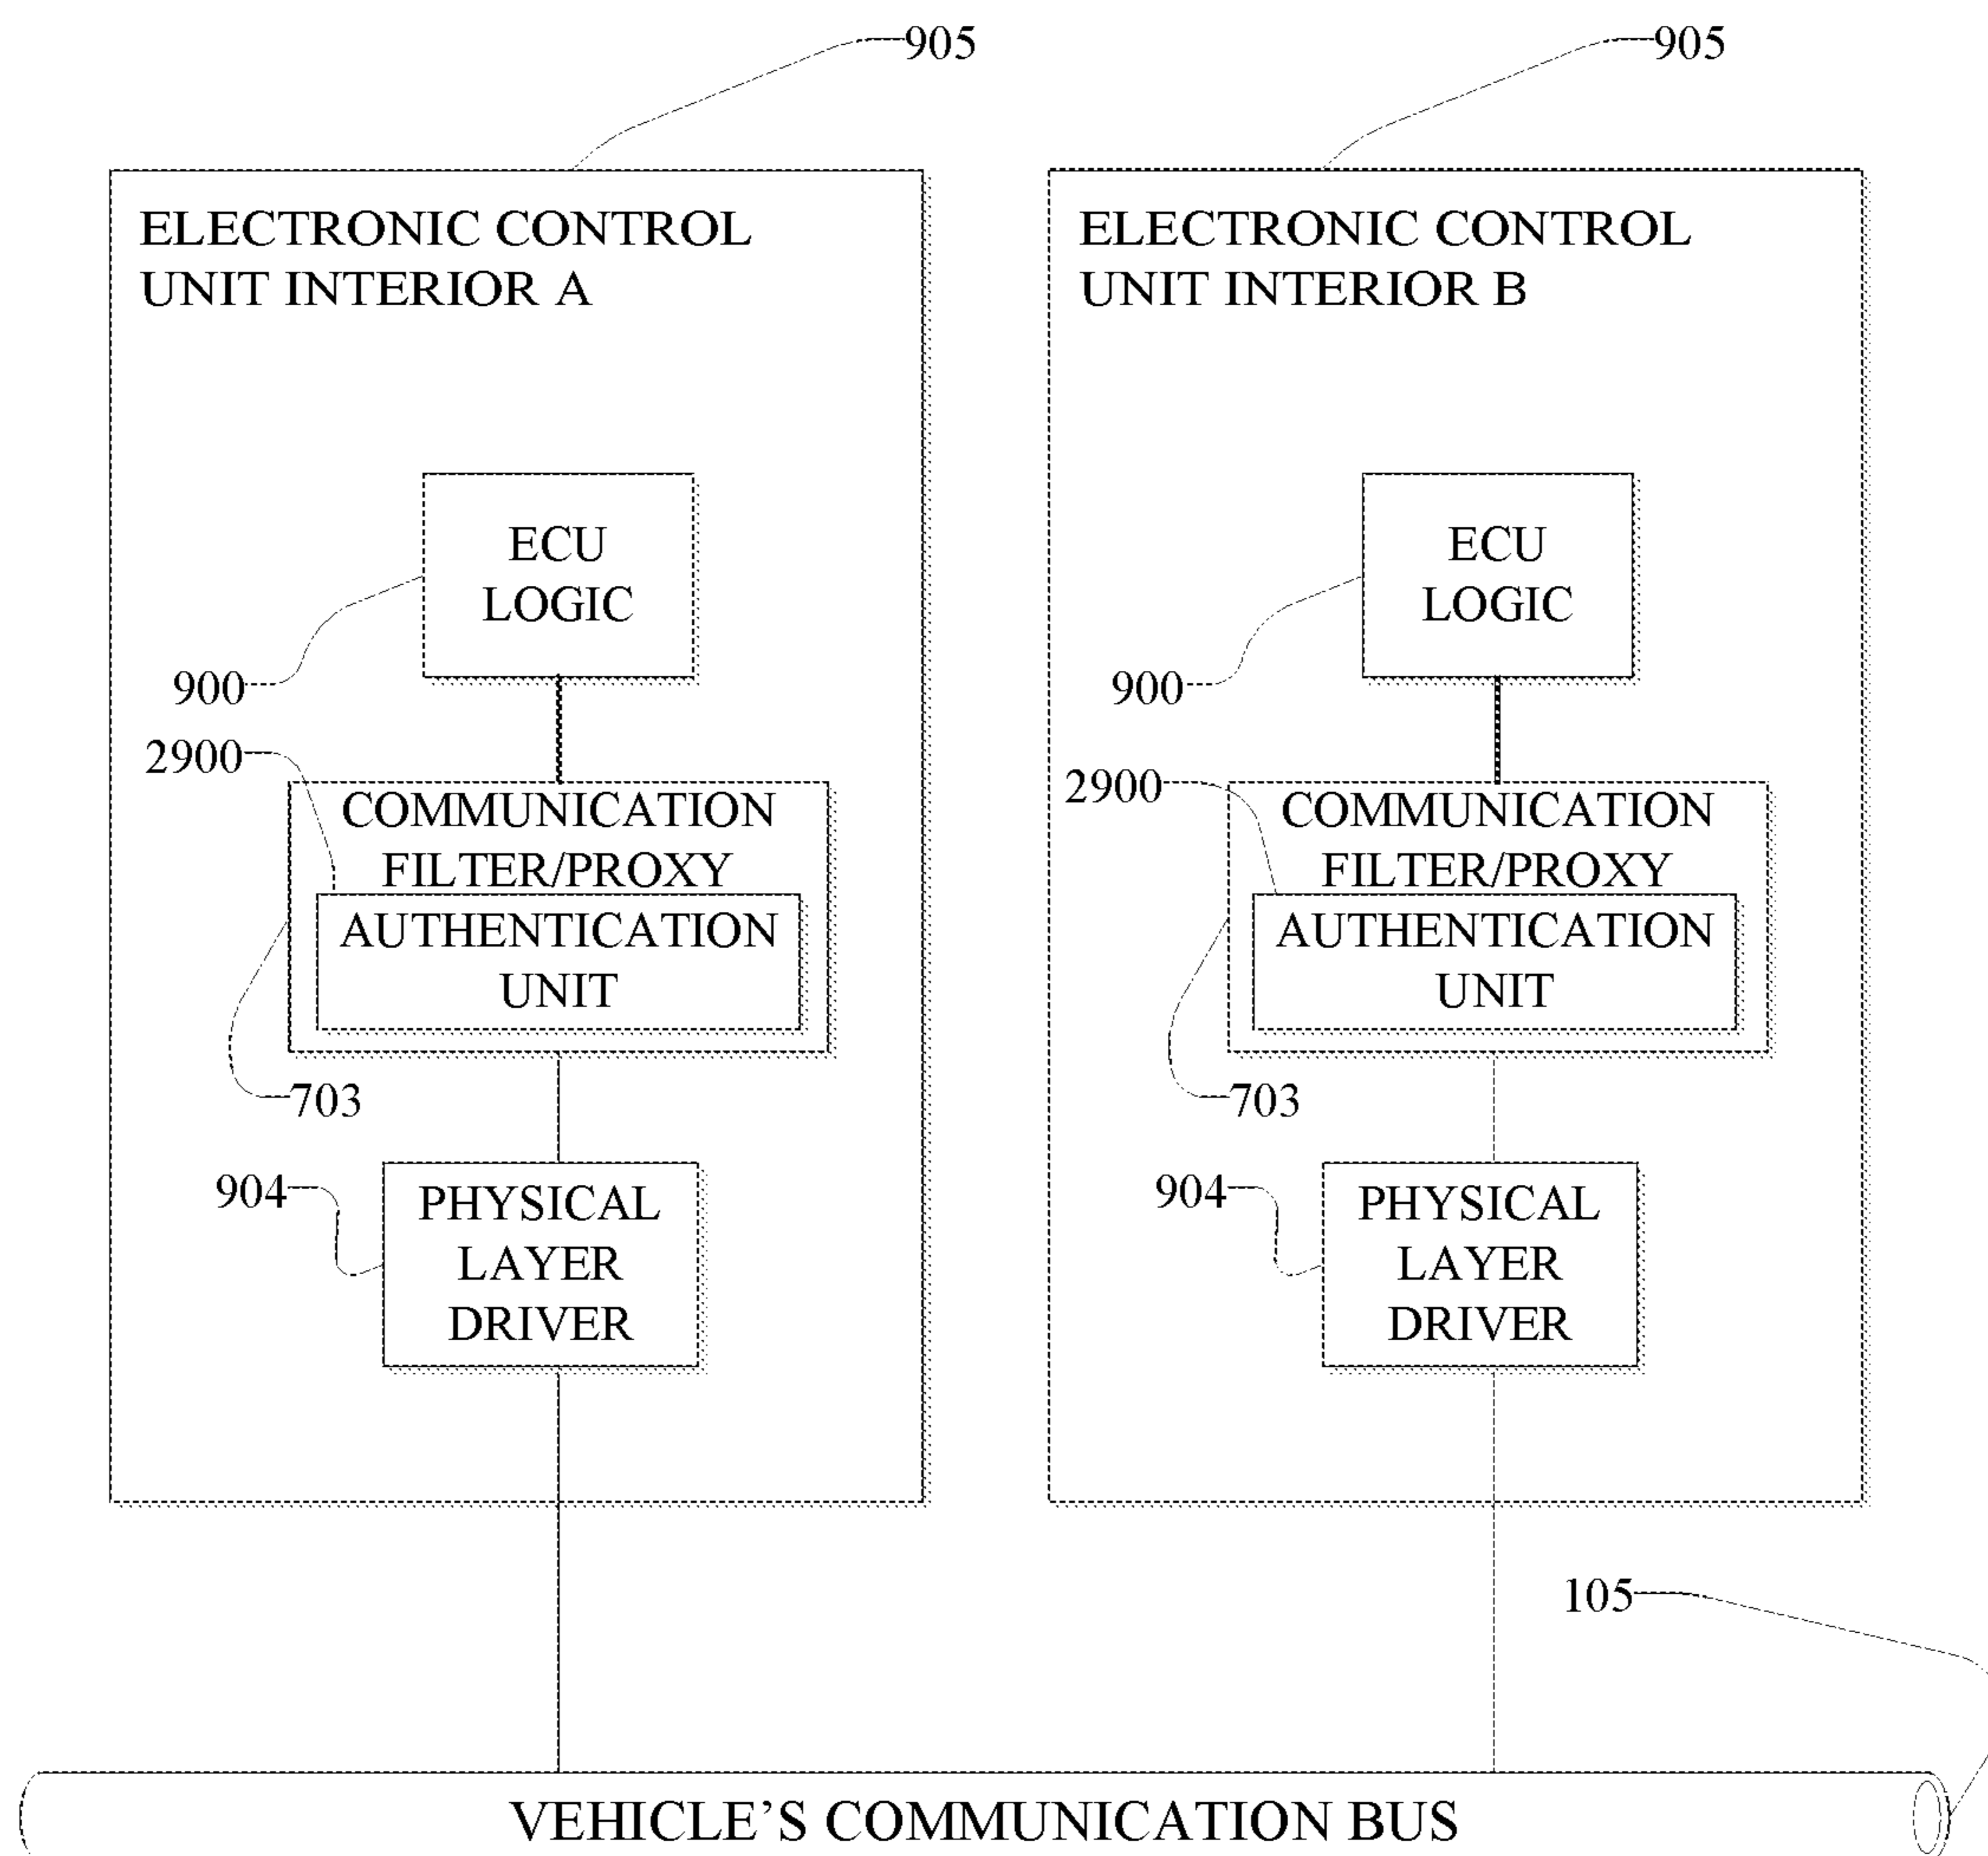 905
905
ELECTRONIC CONTROL
UNIT INTERIOR A
ELECTRONIC CONTROL
UNIT INTERIOR B
ECU
LOGIC
900
2900
COMMUNICATION
FILTER/PROXY
AUTHENTICATION
UNIT
703
904
PHYSICAL
LAYER
DRIVER
ECU
LOGIC
900
2900
COMMUNICATION
FILTER/PROXY
AUTHENTICATION
UNIT
703
904
PHYSICAL
LAYER
DRIVER
105
VEHICLE’S COMMUNICATION BUS